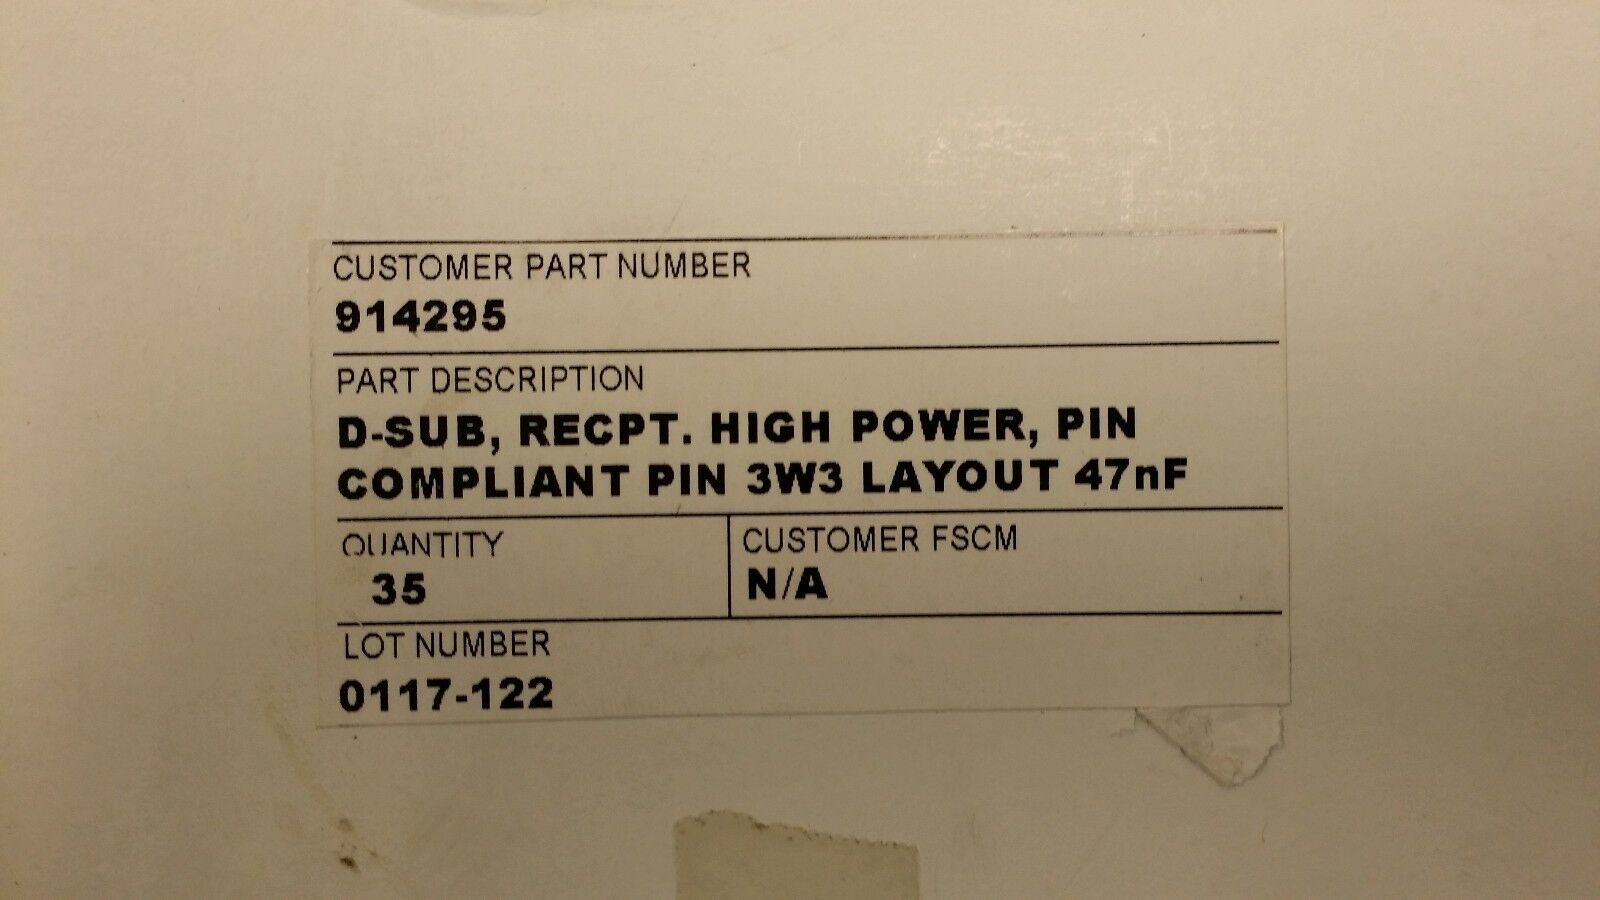 CUSTOMER PART NUMBER
914295
PART DESCRIPTION
D-SUB, RECPT. HIGH POWER, PIN
COMPLIANT PIN 3W3 LAYOUT 47nF
QUANTITY
35
CUSTOMER FSCM
N/A
LOT NUMBER
0117-122